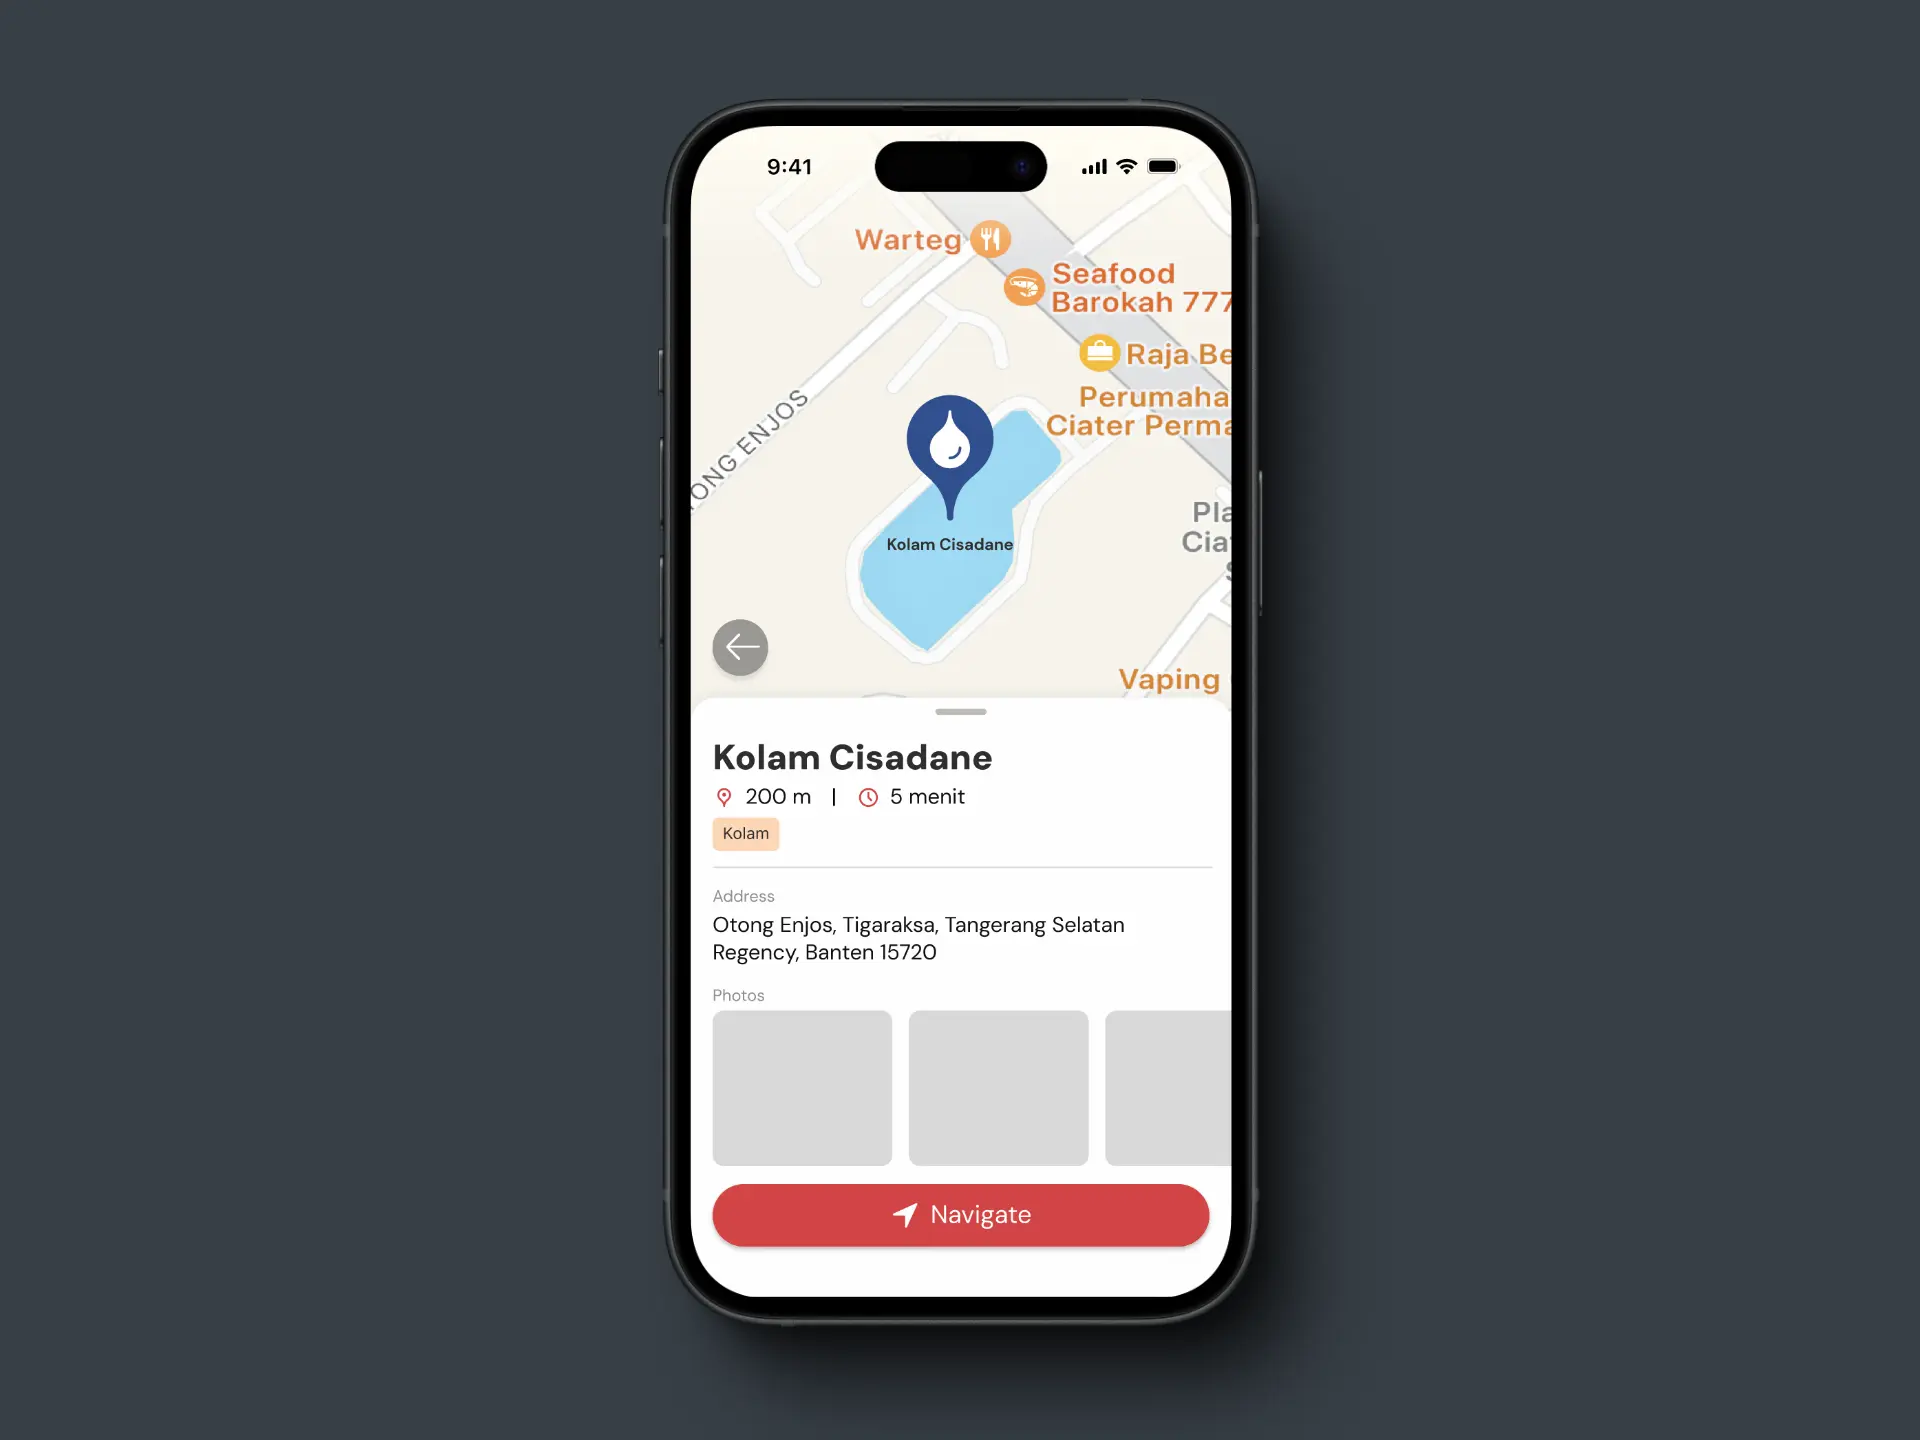 9:41
Warteg
Seafood
Barokah 777
Raja Be
Perumaha
Ciater Perma
TONG ENJOS
Pla
Cia
S
Kolam Cisadane
Vaping
Kolam Cisadane
200 m | 5 menit
Kolam
Address
Otong Enjos, Tigaraksa, Tangerang Selatan
Regency, Banten 15720
Photos
Navigate